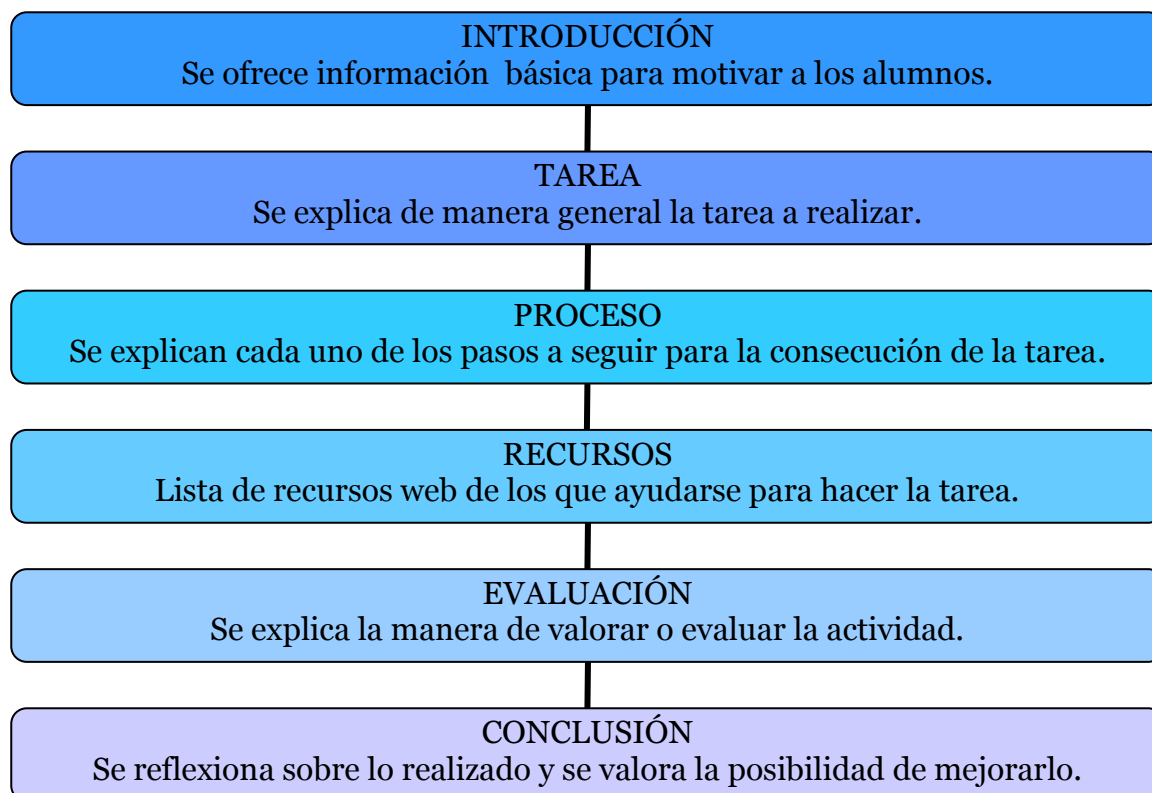 INTRODUCCIÓN
Se ofrece información  básica para motivar a los alumnos.
TAREA
Se explica de manera general la tarea a realizar.
PROCESO
Se explican cada uno de los pasos a seguir para la consecución de la tarea.
RECURSOS
Lista de recursos web de los que ayudarse para hacer la tarea.
EVALUACIÓN
Se explica la manera de valorar o evaluar la actividad.
CONCLUSIÓN
Se reflexiona sobre lo realizado y se valora la posibilidad de mejorarlo.